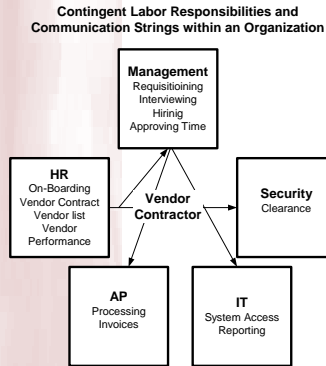 Contingent Labor Responsibilities and
Communication Strings within an Organization
Management
Requisitioining
Interviewing
Hirinig
Approving Time
HR
On-Boarding
Vendor Contract
Vendor list
Vendor
Performance
Vendor
Contractor
Security
Clearance
AP
Processing
Invoices
IT
System Access
Reporting